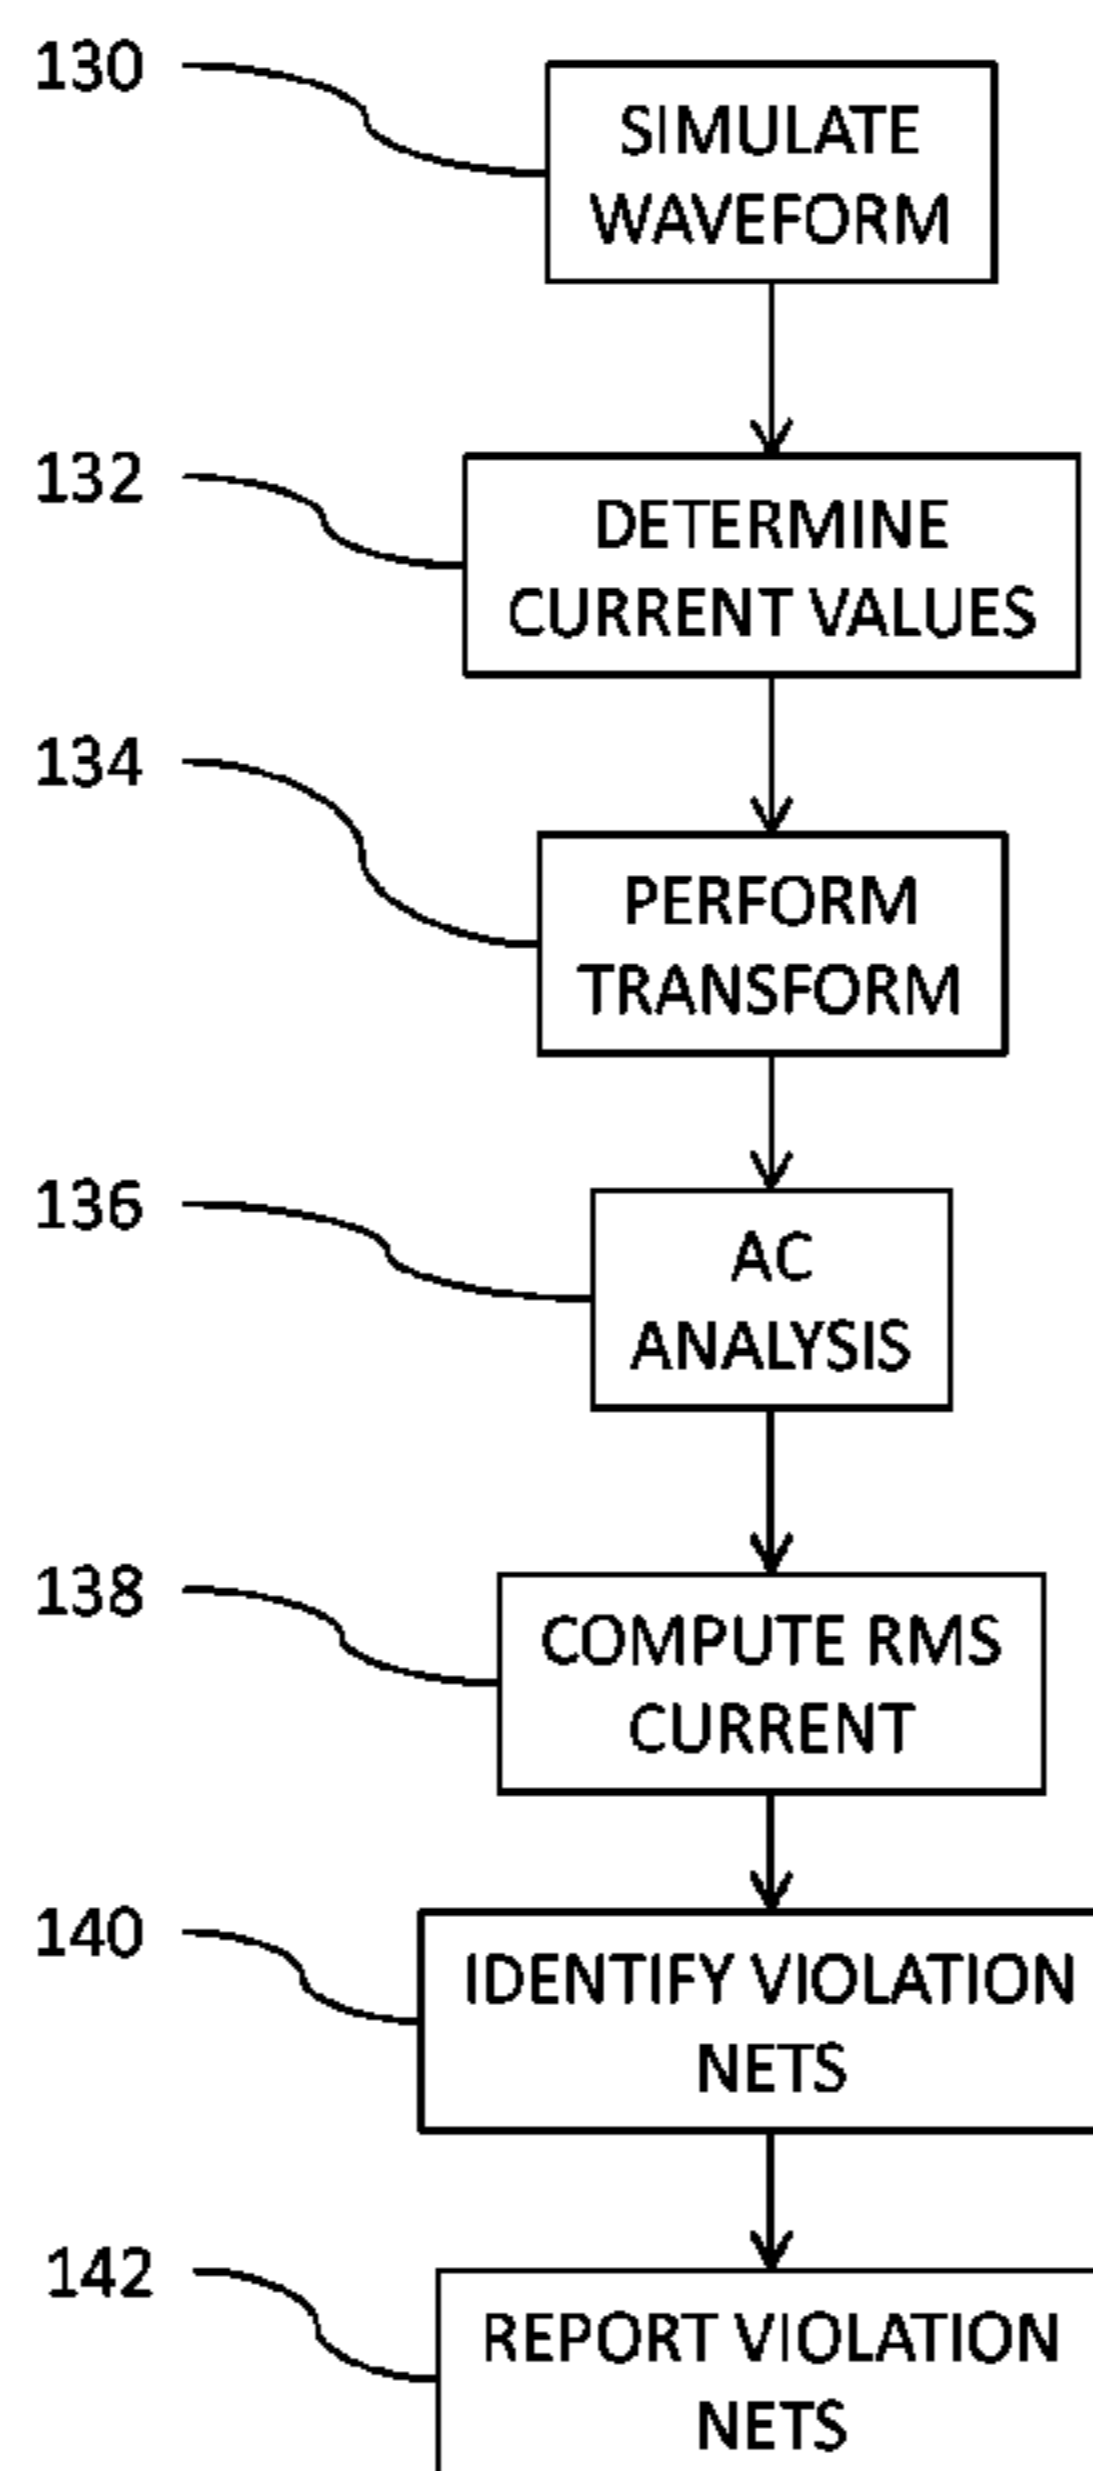 130
SIMULATE
WAVEFORM
132
DETERMINE
CURRENT VALUES
134
PERFORM
TRANSFORM
136
AC
ANALYSIS
138
COMPUTE RMS
CURRENT
140
IDENTIFY VIOLATION
NETS
142
REPORT VIOLATION
NETS